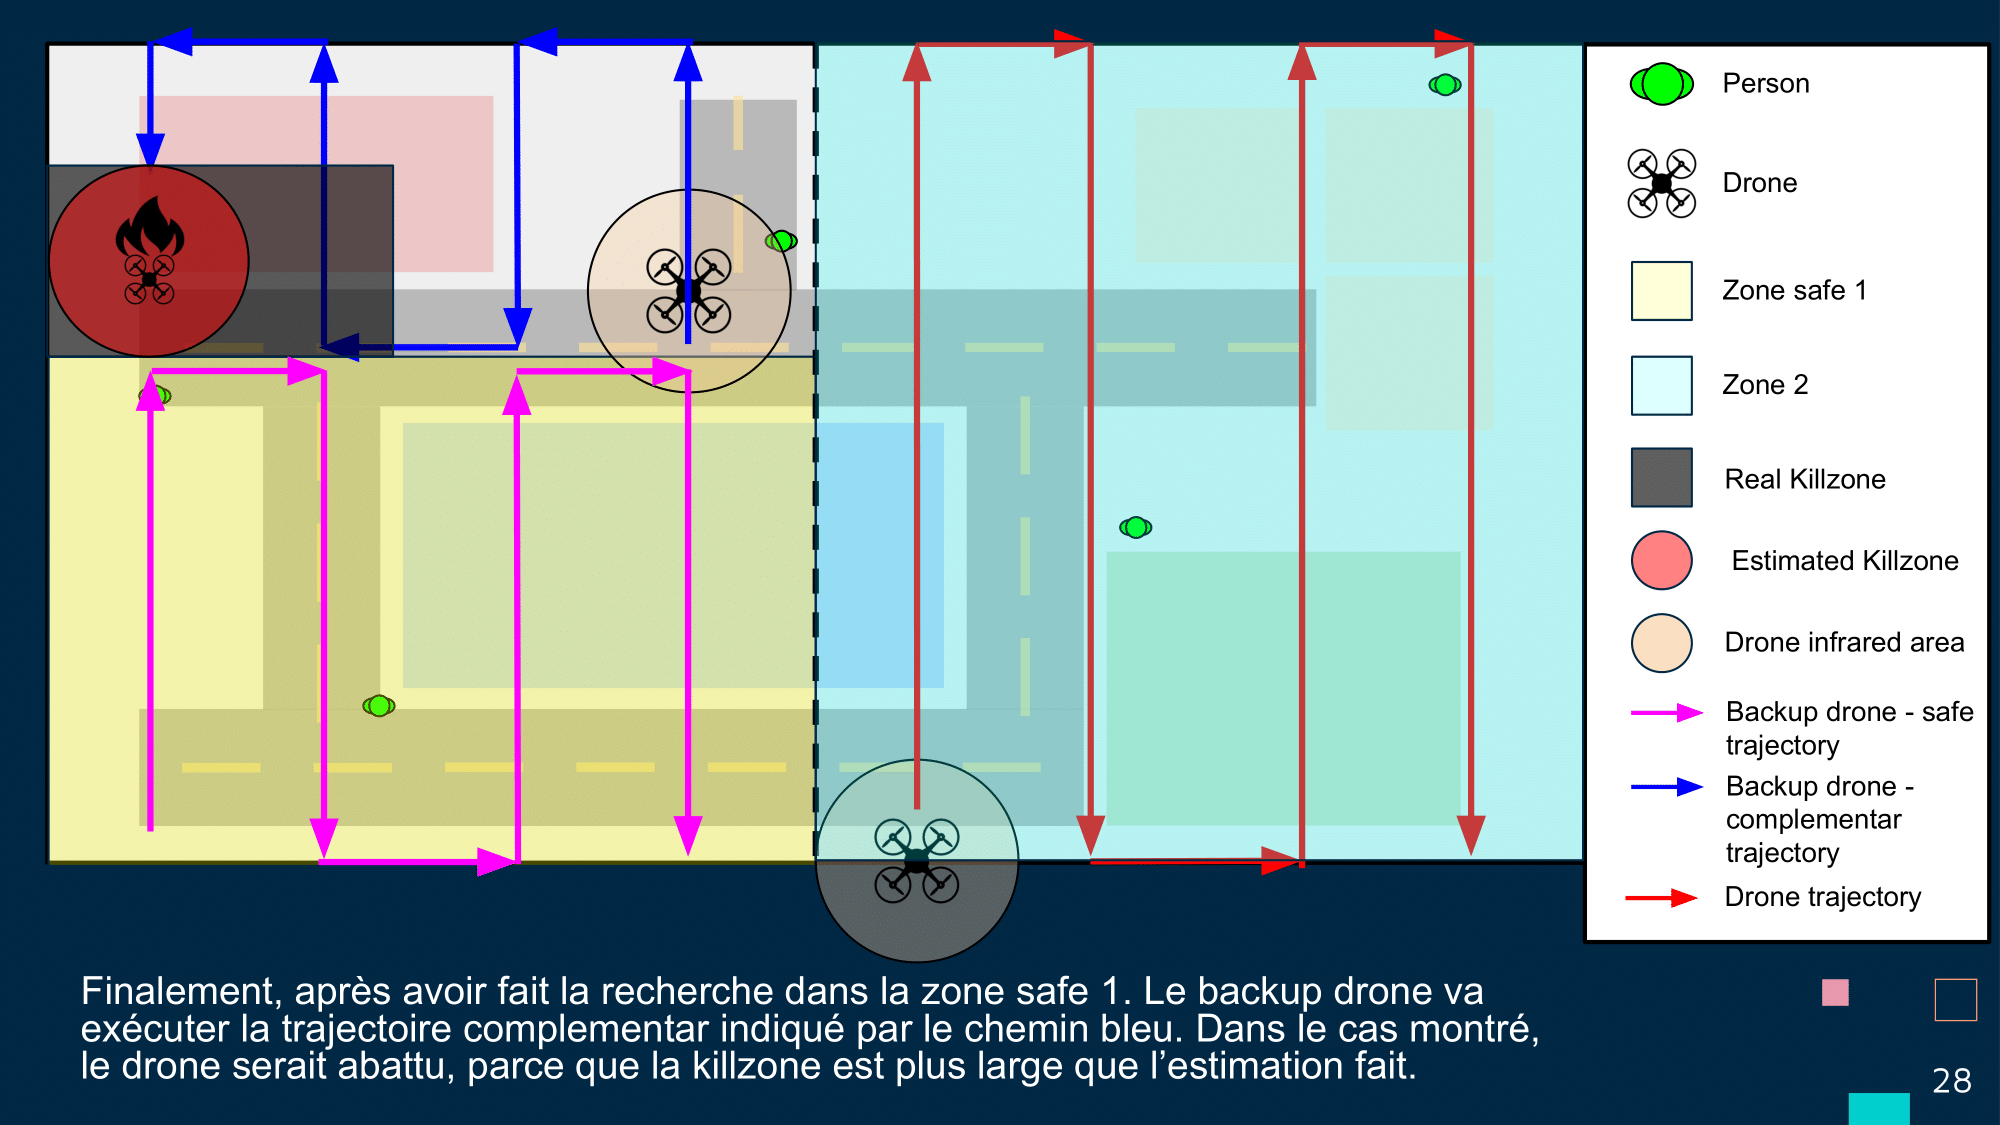 Person
Drone
Zone safe 1
Zone 2
Real Killzone
Estimated Killzone
Drone infrared area
Backup drone - safe
trajectory
Backup drone -
complementar
trajectory
Drone trajectory
Finalement, après avoir fait la recherche dans la zone safe 1. Le backup drone va
exécuter la trajectoire complementar indiqué par le chemin bleu. Dans le cas montré,
le drone serait abattu, parce que la killzone est plus large que l’estimation fait.
28